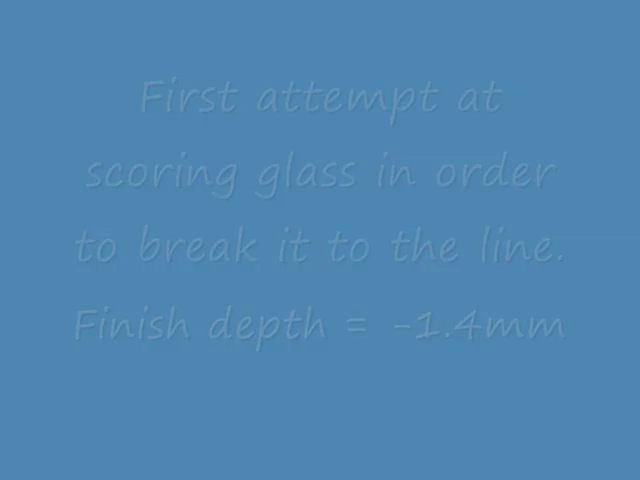 First attempt at
scoring glass in order
to break it to the line.
Finish depth = -1.4mm